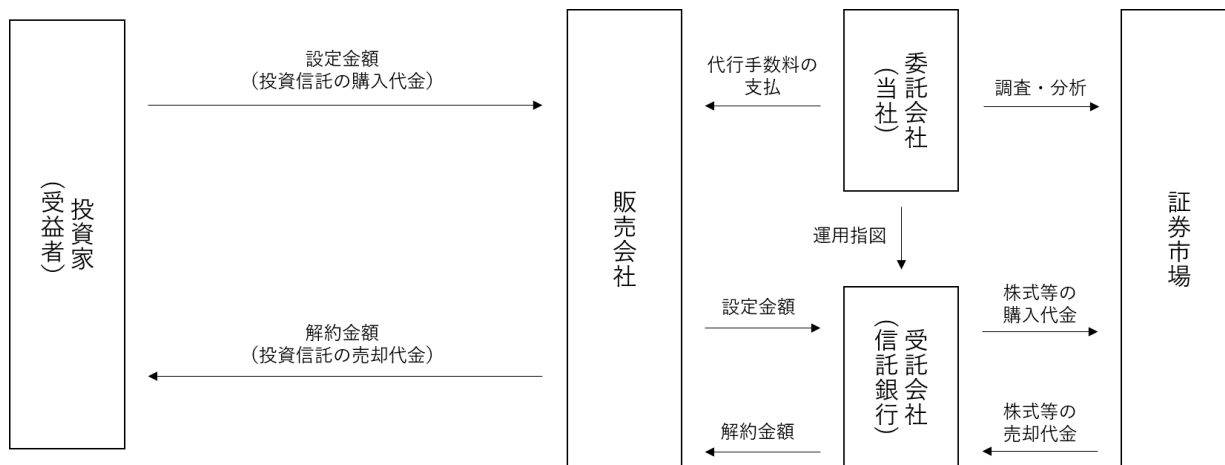 投資家
(受益者)
設定金額
(投資信託の購入代金)
解約金額
(投資信託の売却代金)
販売会社
代行手数料の
支払
委託会社
(当社)
調査・分析
運用指図
設定金額
解約金額
受託会社
(信託銀行)
株式等の
購入代金
株式等の
売却代金
証券市場